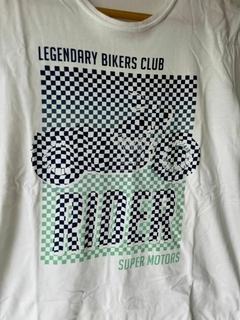 LEGENDARY BIKERS CLUB
RIDER
SUPER MOTORS